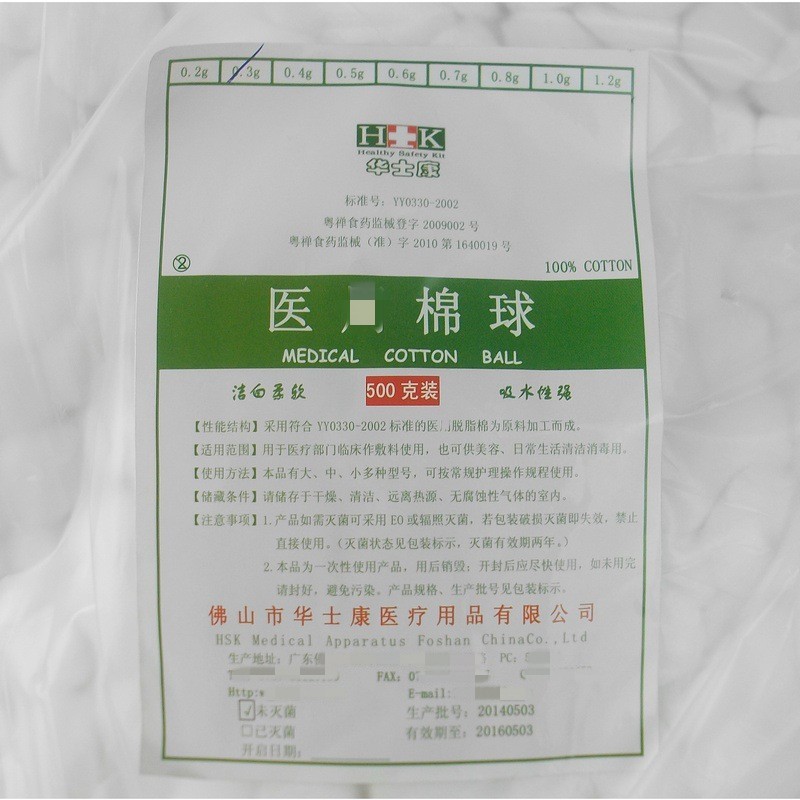 0.2g 0.3g 0.4g 0.5g 0.6g 0.7g 0.8g 1.0g 1.2g
H K
Healthy Safety Kit
华士康
标准号：YY0330-2002
粤禅食药监械登字 2009002 号
粤禅食药监械（准）字 2010 第 1640019 号
② 100% COTTON
医 棉球
MEDICAL COTTON BALL
洁白柔软 500克装 吸水性强
【性能结构】采用符合 YY0330-2002 标准的医 脱脂棉为原料加工而成。
【适用范围】用于医疗部门临床作敷料使用，也可供美容、日常生活清洁消毒用。
【使用方法】本品有大、中、小多种型号，可按常规护理操作规程使用。
【储藏条件】请储存于干燥、清洁、远离热源、无腐蚀性气体的室内。
【注意事项】1.产品如需灭菌可采用 EO 或辐照灭菌，若包装破损灭菌即失效，禁止
直接使用。（灭菌状态见包装标示，灭菌有效期两年。）
2.本品为一次性使用产品，用后销毁；开封后应尽快使用，如未用完
请封好，避免污染。产品规格、生产批号见包装标示。
佛山市华士康医疗用品有限公司
HSK Medical Apparatus Foshan ChinaCo.,Ltd
生产地址：广东 PC:
FAX:
Http: E-mail:
☑未灭菌 生产批号：20140503
□已灭菌 有效期至：20160503
开启日期：